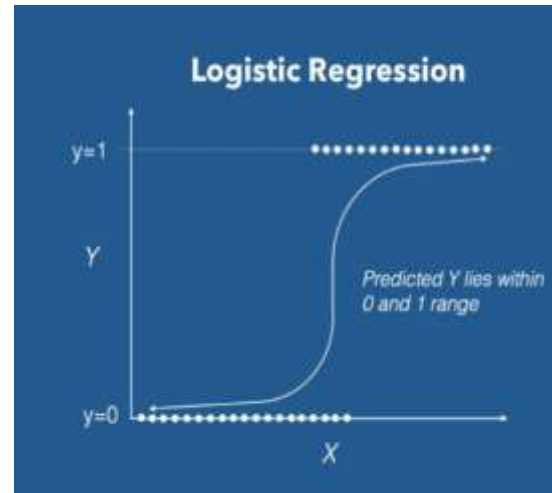 Logistic Regression
y=1
Y
Predicted Y lies within
0 and 1 range
y=0
X